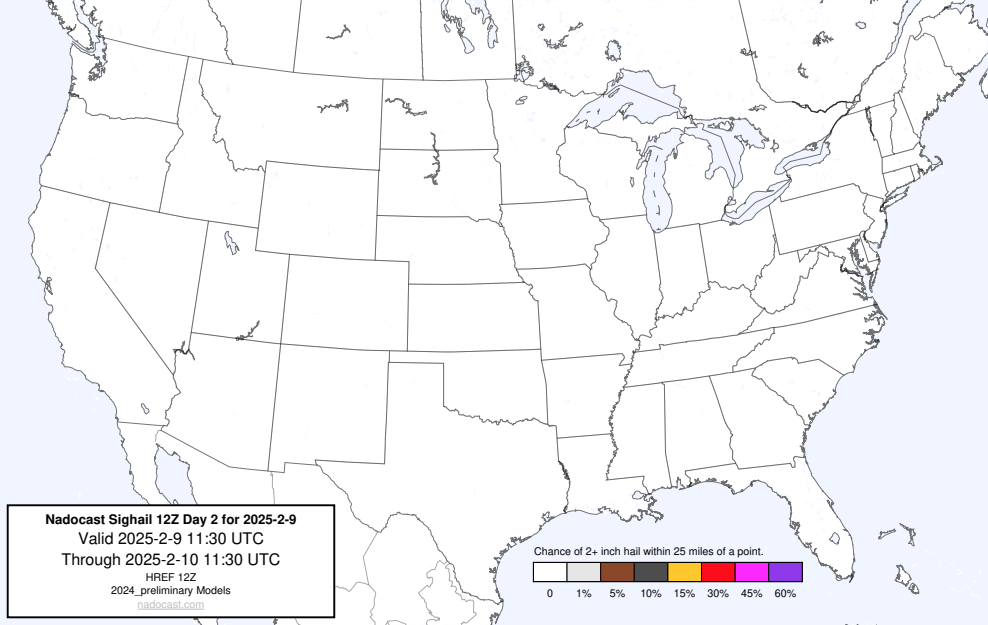 Nadocast Sighail 12Z Day 2 for 2025-2-9
Valid 2025-2-9 11:30 UTC
Through 2025-2-10 11:30 UTC
HREF 12Z
2024_preliminary Models
nadocast.com
Chance of 2+ inch hail within 25 miles of a point.
0 1% 5% 10% 15% 30% 45% 60%